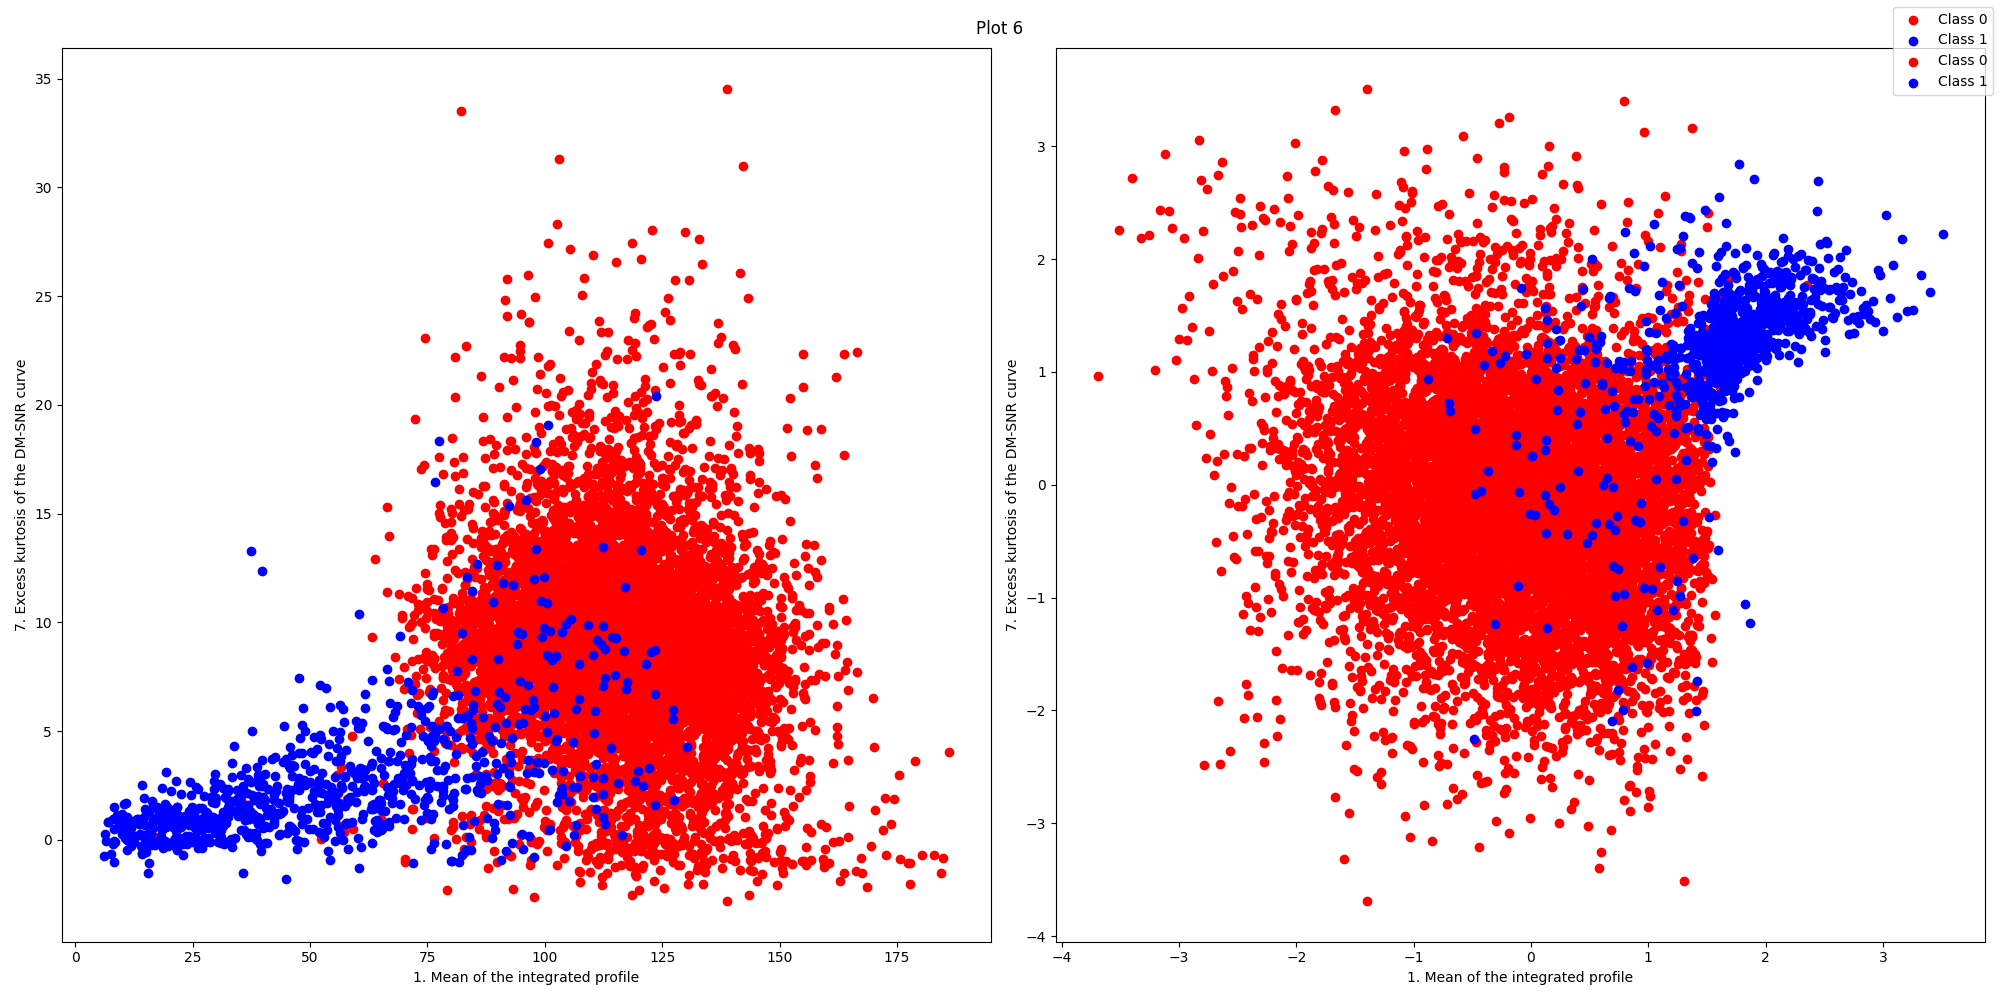 Plot 6
Class 0
Class 1
Class 0
Class 1
7. Excess kurtosis of the DM-SNR curve
35
30
25
20
15
10
5
0
0 25 50 75 100 125 150 175
1. Mean of the integrated profile
7. Excess kurtosis of the DM-SNR curve
3
2
1
0
−1
−2
−3
−4
−4 −3 −2 −1 0 1 2 3
1. Mean of the integrated profile